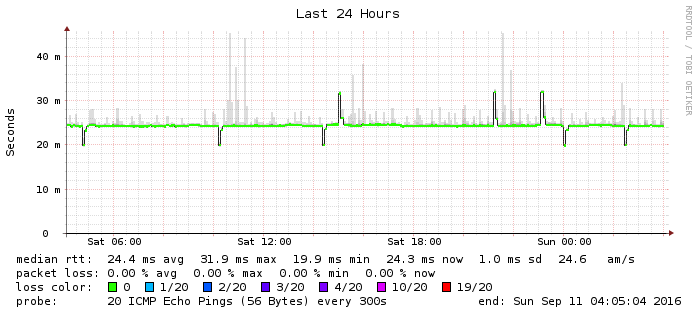 Last 24 Hours
RRDTOOL / TOBI OETIKER
Seconds
40 m
30 m
20 m
10 m
0
Sat 06:00 Sat 12:00 Sat 18:00 Sun 00:00
median rtt: 24.4 ms avg 31.9 ms max 19.9 ms min 24.3 ms now 1.0 ms sd 24.6 am/s
packet loss: 0.00 % avg 0.00 % max 0.00 % min 0.00 % now
loss color: 0 1/20 2/20 3/20 4/20 10/20 19/20
probe: 20 ICMP Echo Pings (56 Bytes) every 300s end: Sun Sep 11 04:05:04 2016